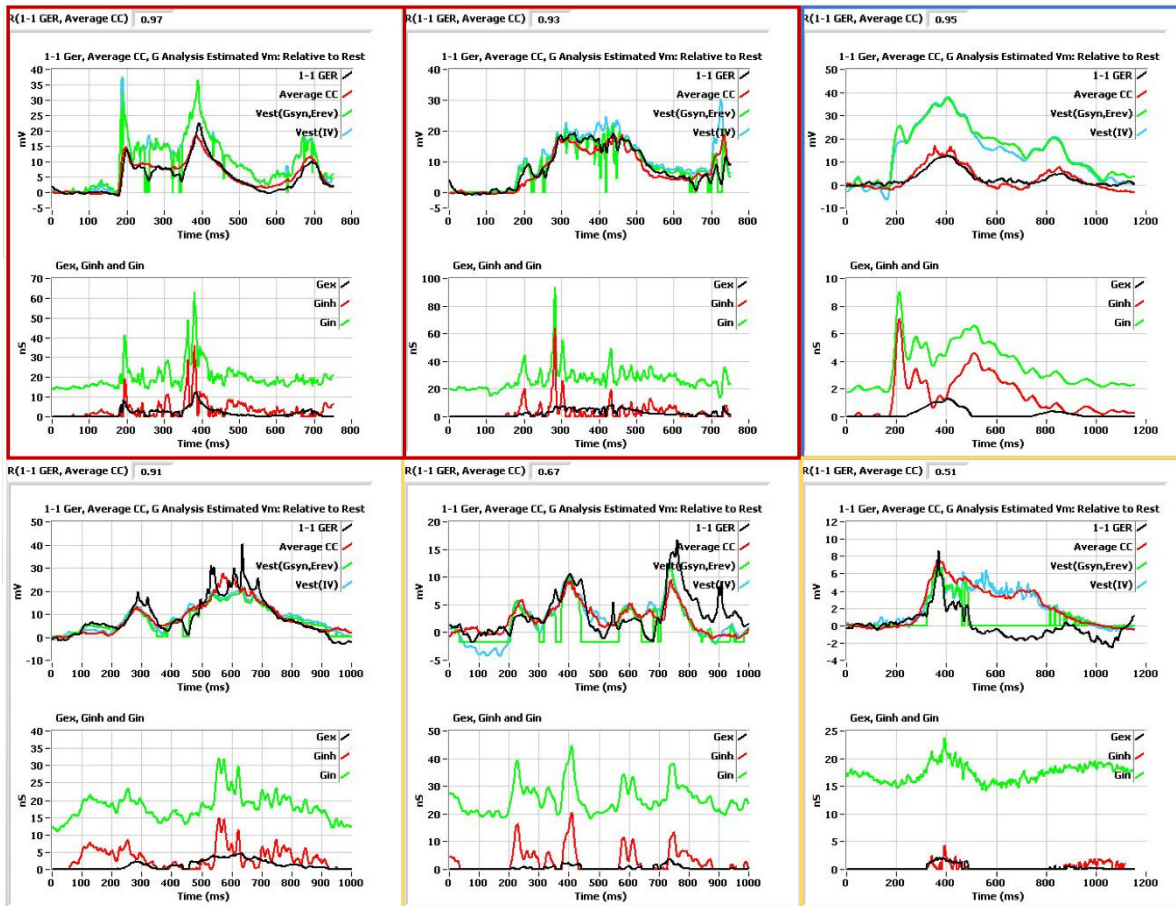 R(1-1 GER, Average CC) 0.97
1-1 Ger, Average CC, G Analysis Estimated Vm: Relative to Rest
1-1 GER
Average CC
Vest(Gsyn,Erev)
Vest(IV)
mV
40
35
30
25
20
15
10
5
0
-5
0 100 200 300 400 500 600 700 800
Time (ms)
Gex, Ginh and Gin
Gex
Ginh
Gin
nS
70
60
50
40
30
20
10
0
0 100 200 300 400 500 600 700 800
Time (ms)
R(1-1 GER, Average CC) 0.93
1-1 Ger, Average CC, G Analysis Estimated Vm: Relative to Rest
1-1 GER
Average CC
Vest(Gsyn,Erev)
Vest(IV)
mV
40
30
20
10
0
-5
0 100 200 300 400 500 600 700 800
Time (ms)
Gex, Ginh and Gin
Gex
Ginh
Gin
nS
100
80
60
40
20
0
0 100 200 300 400 500 600 700 800
Time (ms)
R(1-1 GER, Average CC) 0.95
1-1 Ger, Average CC, G Analysis Estimated Vm: Relative to Rest
1-1 GER
Average CC
Vest(Gsyn,Erev)
Vest(IV)
mV
50
40
30
20
10
0
-10
0 200 400 600 800 1000 1200
Time (ms)
Gex, Ginh and Gin
Gex
Ginh
Gin
nS
10
8
6
4
2
0
0 200 400 600 800 1000 1200
Time (ms)
R(1-1 GER, Average CC) 0.91
1-1 Ger, Average CC, G Analysis Estimated Vm: Relative to Rest
1-1 GER
Average CC
Vest(Gsyn,Erev)
Vest(IV)
mV
50
40
30
20
10
0
-10
0 100 200 300 400 500 600 700 800 1000
Time (ms)
Gex, Ginh and Gin
Gex
Ginh
Gin
nS
40
35
30
25
20
15
10
5
0
0 100 200 300 400 500 600 700 800 1000
Time (ms)
R(1-1 GER, Average CC) 0.67
1-1 Ger, Average CC, G Analysis Estimated Vm: Relative to Rest
1-1 GER
Average CC
Vest(Gsyn,Erev)
Vest(IV)
mV
20
15
10
5
0
-5
0 100 200 300 400 500 600 700 800 1000
Time (ms)
Gex, Ginh and Gin
Gex
Ginh
Gin
nS
50
40
30
20
10
0
0 100 200 300 400 500 600 700 800 1000
Time (ms)
R(1-1 GER, Average CC) 0.51
1-1 Ger, Average CC, G Analysis Estimated Vm: Relative to Rest
1-1 GER
Average CC
Vest(Gsyn,Erev)
Vest(IV)
mV
12
10
8
6
4
2
0
-2
-4
0 200 400 600 800 1000 1200
Time (ms)
Gex, Ginh and Gin
Gex
Ginh
Gin
nS
25
20
15
10
5
0
0 200 400 600 800 1000 1200
Time (ms)